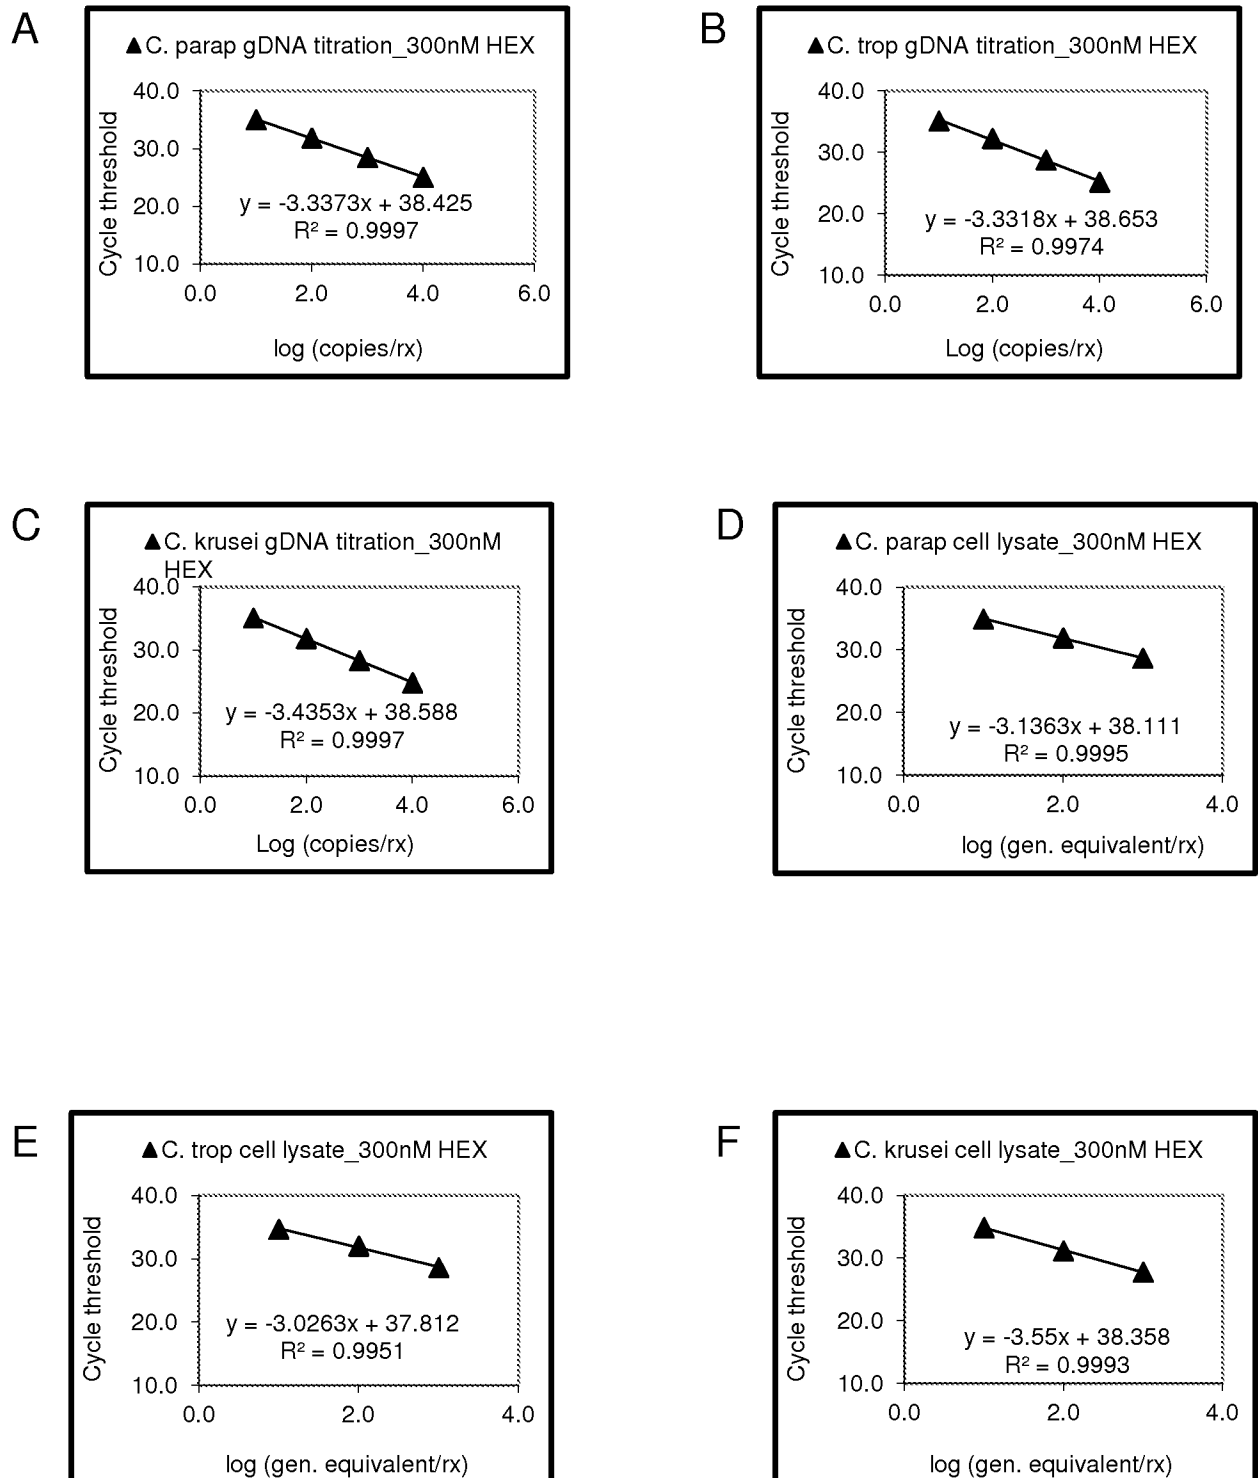 A
▲C. parap gDNA titration_300nM HEX
Cycle threshold
40.0
30.0
20.0
10.0
y = -3.3373x + 38.425
R² = 0.9997
0.0 2.0 4.0 6.0
log (copies/rx)
B
▲C. trop gDNA titration_300nM HEX
Cycle threshold
40.0
30.0
20.0
10.0
y = -3.3318x + 38.653
R² = 0.9974
0.0 2.0 4.0 6.0
Log (copies/rx)
C
▲C. krusei gDNA titration_300nM
HEX
Cycle threshold
40.0
30.0
20.0
10.0
y = -3.4353x + 38.588
R² = 0.9997
0.0 2.0 4.0 6.0
Log (copies/rx)
D
▲C. parap cell lysate_300nM HEX
Cycle threshold
40.0
30.0
20.0
10.0
y = -3.1363x + 38.111
R² = 0.9995
0.0 2.0 4.0
log (gen. equivalent/rx)
E
▲C. trop cell lysate_300nM HEX
Cycle threshold
40.0
30.0
20.0
10.0
y = -3.0263x + 37.812
R² = 0.9951
0.0 2.0 4.0
log (gen. equivalent/rx)
F
▲C. krusei cell lysate_300nM HEX
Cycle threshold
40.0
30.0
20.0
10.0
y = -3.55x + 38.358
R² = 0.9993
0.0 2.0 4.0
log (gen. equivalent/rx)